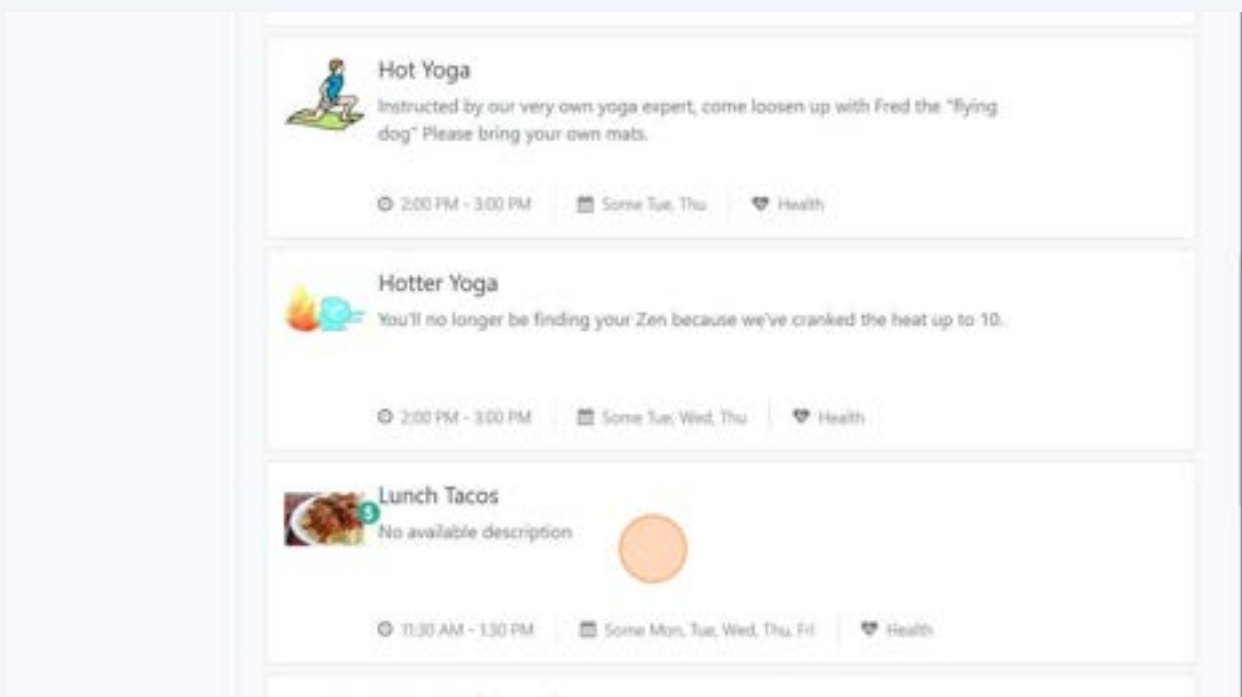 Hot Yoga
Instructed by our very own yoga expert, come loosen up with Fred the "flying
dog" Please bring your own mats.
2:00 PM - 3:00 PM Some Tue, Thu Health
Hotter Yoga
You'll no longer be finding your Zen because we've cranked the heat up to 10.
2:00 PM - 3:00 PM Some Tue, Wed, Thu Health
Lunch Tacos
$
No available description
11:30 AM - 1:30 PM Some Mon, Tue, Wed, Thu, Fri Health